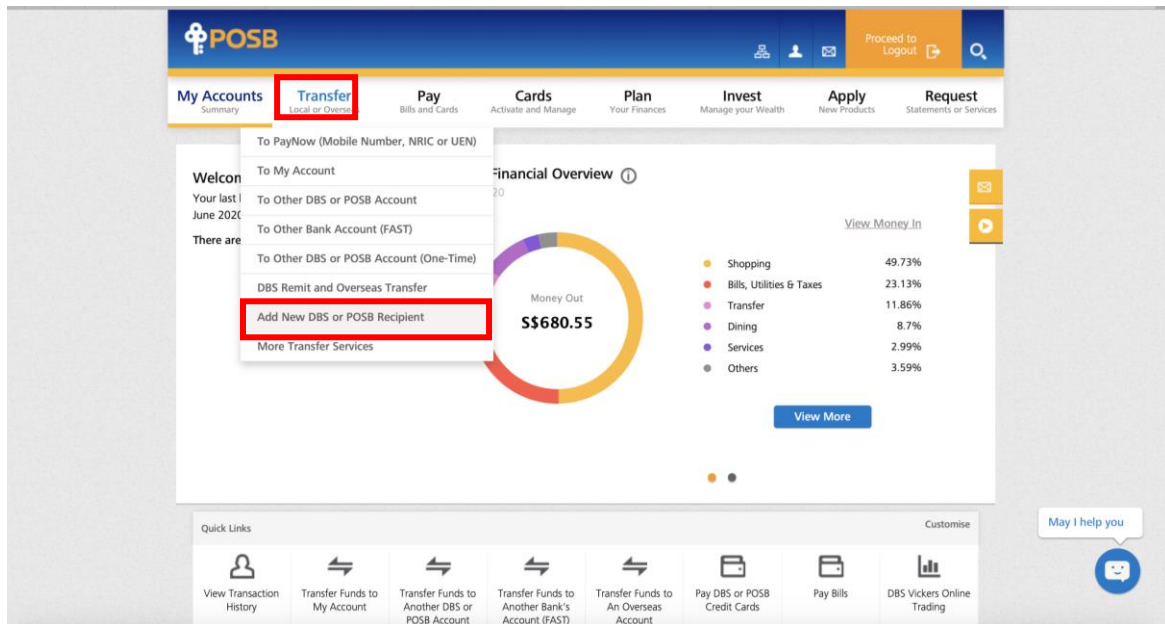 POSB
Proceed to
Logout
My Accounts
Summary
Transfer
Local or Overseas
Pay
Bills and Cards
Cards
Activate and Manage
Plan
Your Finances
Invest
Manage your Wealth
Apply
New Products
Request
Statements or Services
To PayNow (Mobile Number, NRIC or UEN)
To My Account
To Other DBS or POSB Account
To Other Bank Account (FAST)
To Other DBS or POSB Account (One-Time)
DBS Remit and Overseas Transfer
Add New DBS or POSB Recipient
More Transfer Services
Welcom
Your last l
June 2020
There are
Financial Overview
20
View Money In
Money Out
S$680.55
Shopping 49.73%
Bills, Utilities & Taxes 23.13%
Transfer 11.86%
Dining 8.7%
Services 2.99%
Others 3.59%
View More
Quick Links
Customise
May I help you
View Transaction
History
Transfer Funds to
My Account
Transfer Funds to
Another DBS or
POSB Account
Transfer Funds to
Another Bank's
Account (FAST)
Transfer Funds to
An Overseas
Account
Pay DBS or POSB
Credit Cards
Pay Bills
DBS Vickers Online
Trading